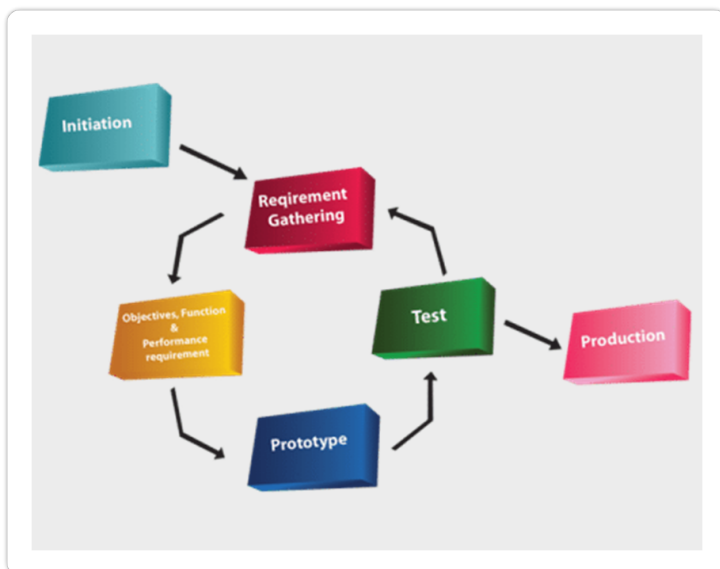 Initiation
Reqirement
Gathering
Objectives, Function
&
Performance
requirement
Test
Production
Prototype